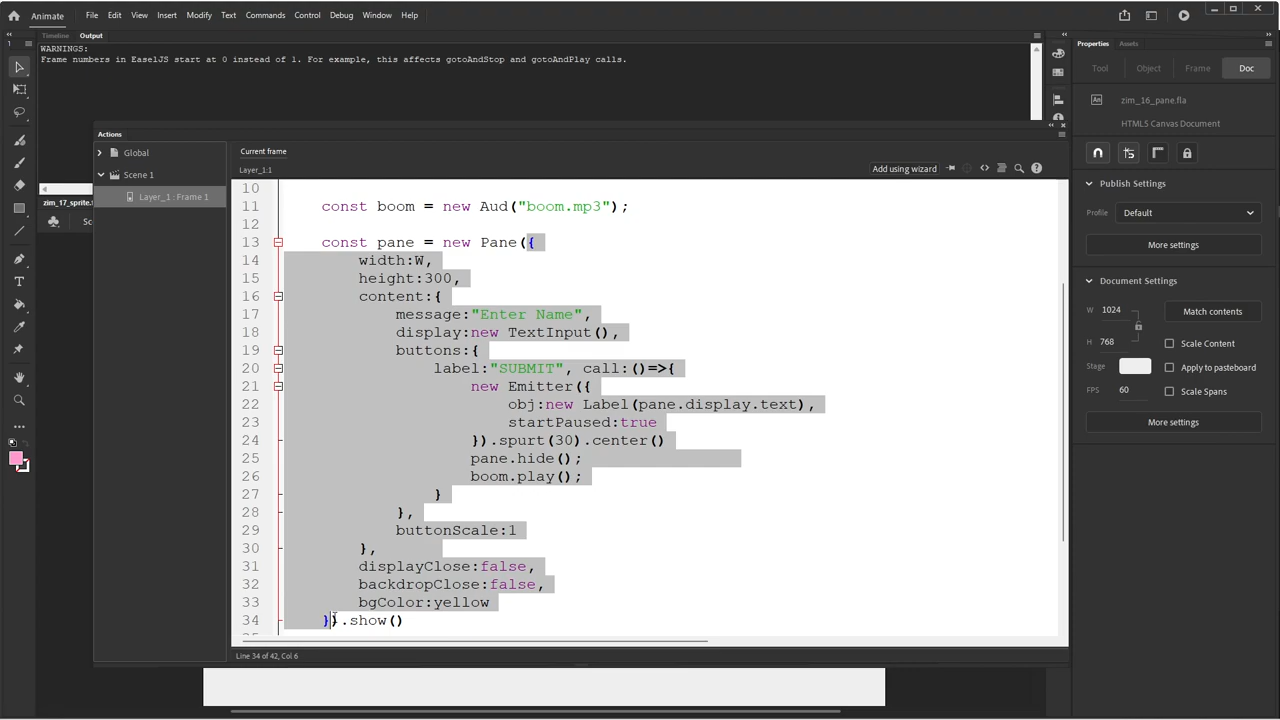 Animate File Edit View Insert Modify Text Commands Control Debug Window Help
Timeline Output
WARNINGS:
Frame numbers in EaselJS start at 0 instead of 1. For example, this affects gotoAndStop and gotoAndPlay calls.
Actions
Global
Scene 1
Layer_1 : Frame 1
zim_17_sprite.f
Sc
Current frame
Layer_1:1
Add using wizard
10
11 const boom = new Aud("boom.mp3");
12
13 const pane = new Pane({
14 width:W,
15 height:300,
16 content:{
17 message:"Enter Name",
18 display:new TextInput(),
19 buttons:{
20 label:"SUBMIT", call:()=>{
21 new Emitter({
22 obj:new Label(pane.display.text),
23 startPaused:true
24 }).spurt(30).center()
25 pane.hide();
26 boom.play();
27 }
28 },
29 buttonScale:1
30 },
31 displayClose:false,
32 backdropClose:false,
33 bgColor:yellow
34 }).show()
Line 34 of 42, Col 6
Properties Assets
Tool Object Frame Doc
An zim_16_pane.fla
HTML5 Canvas Document
Publish Settings
Profile Default
More settings
Document Settings
W 1024 Match contents
H 768 Scale Content
Stage Apply to pasteboard
FPS 60 Scale Spans
More settings